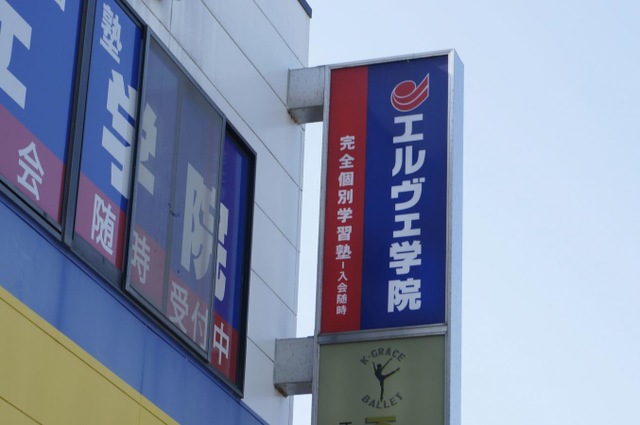 塾
エ 学院
会 随時受付中
エルヴェ学院
完全個別学習塾-入会随時
K-GRACE
BALLET